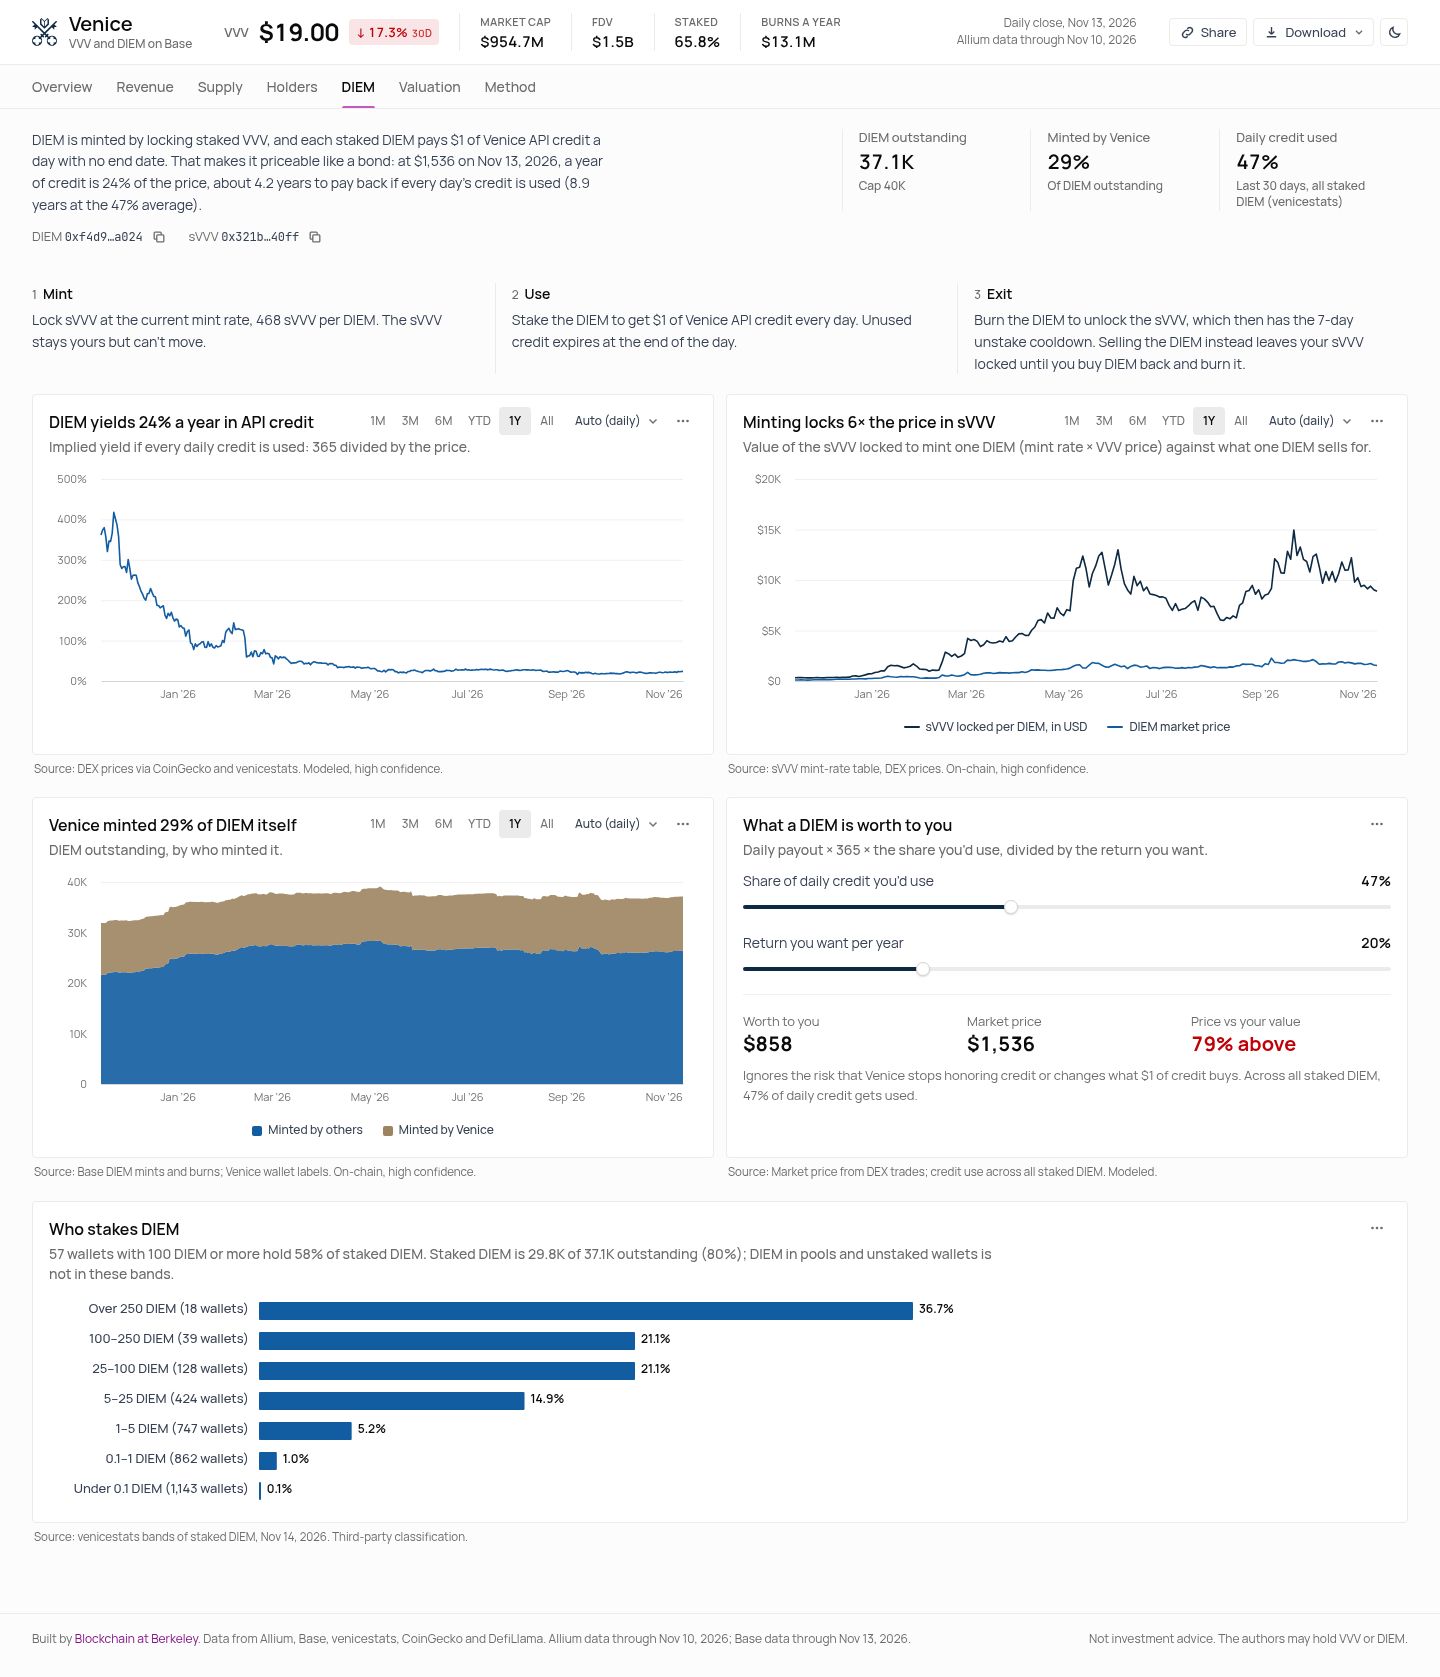 Venice
VVV and DIEM on Base
VVV $19.00 ↓ 17.3% 30D
MARKET CAP
$954.7M
FDV
$1.5B
STAKED
65.8%
BURNS A YEAR
$13.1M
Daily close, Nov 13, 2026
Allium data through Nov 10, 2026
Share
Download
Overview Revenue Supply Holders DIEM Valuation Method
DIEM is minted by locking staked VVV, and each staked DIEM pays $1 of Venice API credit a
day with no end date. That makes it priceable like a bond: at $1,536 on Nov 13, 2026, a year
of credit is 24% of the price, about 4.2 years to pay back if every day's credit is used (8.9
years at the 47% average).
DIEM 0xf4d9…a024 sVVV 0x321b…40ff
DIEM outstanding
37.1K
Cap 40K
Minted by Venice
29%
Of DIEM outstanding
Daily credit used
47%
Last 30 days, all staked
DIEM (venicestats)
1 Mint
Lock sVVV at the current mint rate, 468 sVVV per DIEM. The sVVV
stays yours but can't move.
2 Use
Stake the DIEM to get $1 of Venice API credit every day. Unused
credit expires at the end of the day.
3 Exit
Burn the DIEM to unlock the sVVV, which then has the 7-day
unstake cooldown. Selling the DIEM instead leaves your sVVV
locked until you buy DIEM back and burn it.
DIEM yields 24% a year in API credit
1M 3M 6M YTD 1Y All Auto (daily) ···
Implied yield if every daily credit is used: 365 divided by the price.
500%
400%
300%
200%
100%
0%
Jan '26 Mar '26 May '26 Jul '26 Sep '26 Nov '26
Source: DEX prices via CoinGecko and venicestats. Modeled, high confidence.
Minting locks 6× the price in sVVV
1M 3M 6M YTD 1Y All Auto (daily) ···
Value of the sVVV locked to mint one DIEM (mint rate × VVV price) against what one DIEM sells for.
$20K
$15K
$10K
$5K
$0
Jan '26 Mar '26 May '26 Jul '26 Sep '26 Nov '26
sVVV locked per DIEM, in USD DIEM market price
Source: sVVV mint-rate table, DEX prices. On-chain, high confidence.
Venice minted 29% of DIEM itself
1M 3M 6M YTD 1Y All Auto (daily) ···
DIEM outstanding, by who minted it.
40K
30K
20K
10K
0
Jan '26 Mar '26 May '26 Jul '26 Sep '26 Nov '26
Minted by others Minted by Venice
Source: Base DIEM mints and burns; Venice wallet labels. On-chain, high confidence.
What a DIEM is worth to you ···
Daily payout × 365 × the share you'd use, divided by the return you want.
Share of daily credit you'd use 47%
Return you want per year 20%
Worth to you
$858
Market price
$1,536
Price vs your value
79% above
Ignores the risk that Venice stops honoring credit or changes what $1 of credit buys. Across all staked DIEM,
47% of daily credit gets used.
Source: Market price from DEX trades; credit use across all staked DIEM. Modeled.
Who stakes DIEM ···
57 wallets with 100 DIEM or more hold 58% of staked DIEM. Staked DIEM is 29.8K of 37.1K outstanding (80%); DIEM in pools and unstaked wallets is
not in these bands.
Over 250 DIEM (18 wallets) 36.7%
100–250 DIEM (39 wallets) 21.1%
25–100 DIEM (128 wallets) 21.1%
5–25 DIEM (424 wallets) 14.9%
1–5 DIEM (747 wallets) 5.2%
0.1–1 DIEM (862 wallets) 1.0%
Under 0.1 DIEM (1,143 wallets) 0.1%
Source: venicestats bands of staked DIEM, Nov 14, 2026. Third-party classification.
Built by Blockchain at Berkeley. Data from Allium, Base, venicestats, CoinGecko and DefiLlama. Allium data through Nov 10, 2026; Base data through Nov 13, 2026.
Not investment advice. The authors may hold VVV or DIEM.